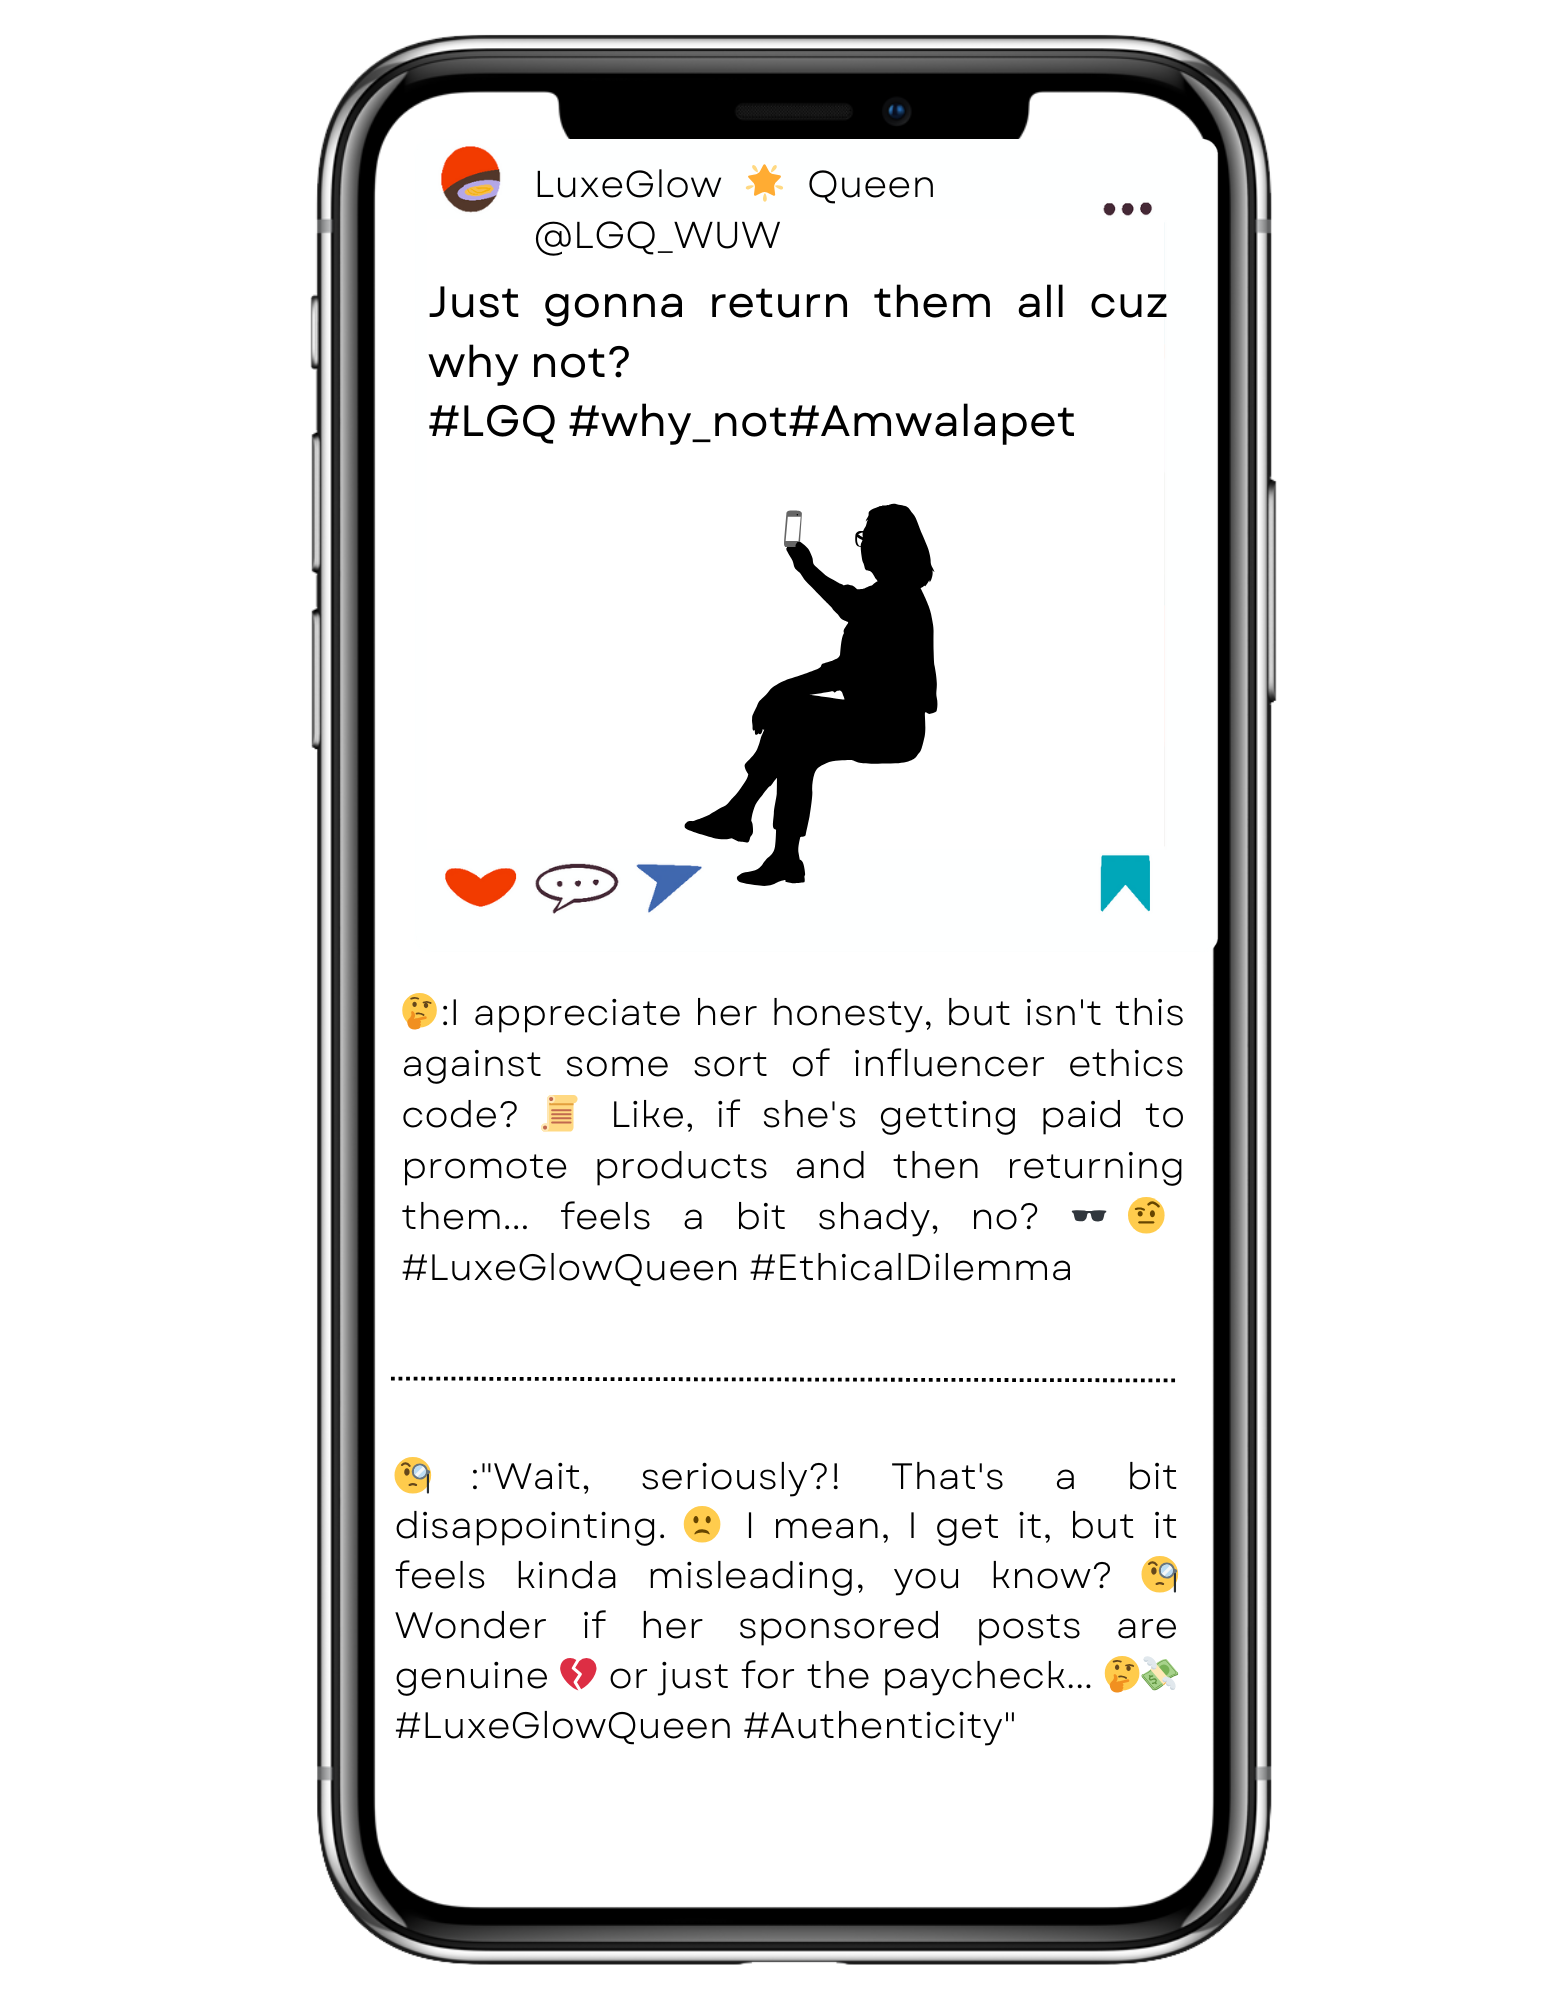 LuxeGlow 🌟 Queen
@LGQ_WUW
Just gonna return them all cuz
why not?
#LGQ #why_not#Amwalapet
🤔:I appreciate her honesty, but isn't this
against some sort of influencer ethics
code? 📜 Like, if she's getting paid to
promote products and then returning
them... feels a bit shady, no? 🕶️ 🤨
#LuxeGlowQueen #EthicalDilemma
🧐 :"Wait, seriously?! That's a bit
disappointing. 🙁 I mean, I get it, but it
feels kinda misleading, you know? 🧐
Wonder if her sponsored posts are
genuine 💔 or just for the paycheck... 🤔💸
#LuxeGlowQueen #Authenticity"